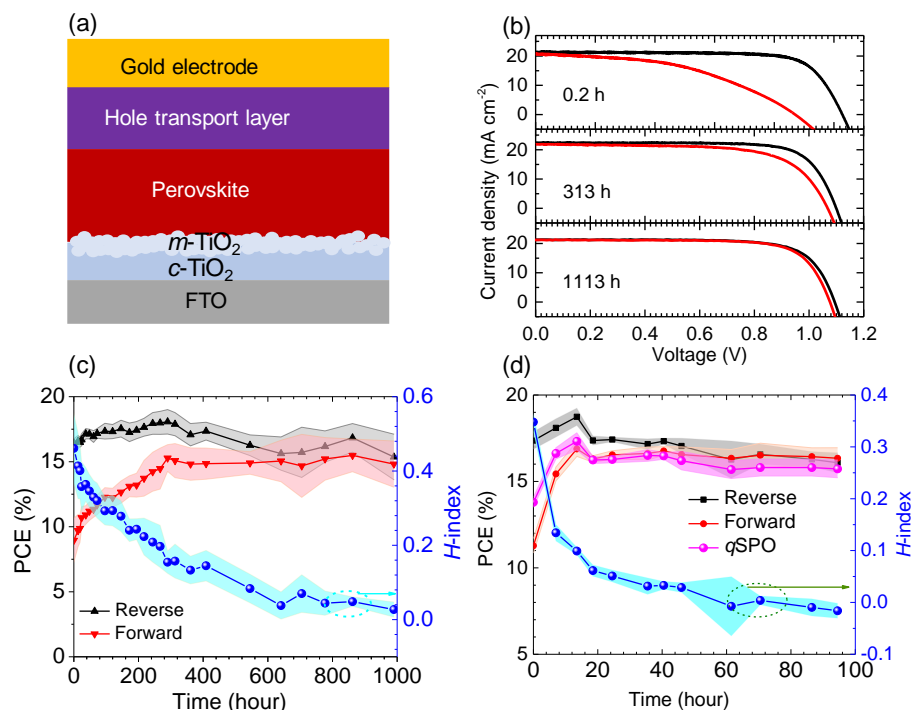 (a)
Gold electrode
Hole transport layer
Perovskite
m-TiO₂
c-TiO₂
FTO
(b)
Current density (mA cm⁻²)
20
10
0
0.2 h
20
10
0
313 h
20
10
0
1113 h
0.0 0.2 0.4 0.6 0.8 1.0 1.2
Voltage (V)
(c)
PCE (%)
20
15
10
5
0
0.6
0.4
0.2
0.0
H-index
Reverse
Forward
0 200 400 600 800 1000
Time (hour)
(d)
PCE (%)
20
15
10
5
0.4
0.3
0.2
0.1
0.0
-0.1
H-index
Reverse
Forward
qSPO
0 20 40 60 80 100
Time (hour)